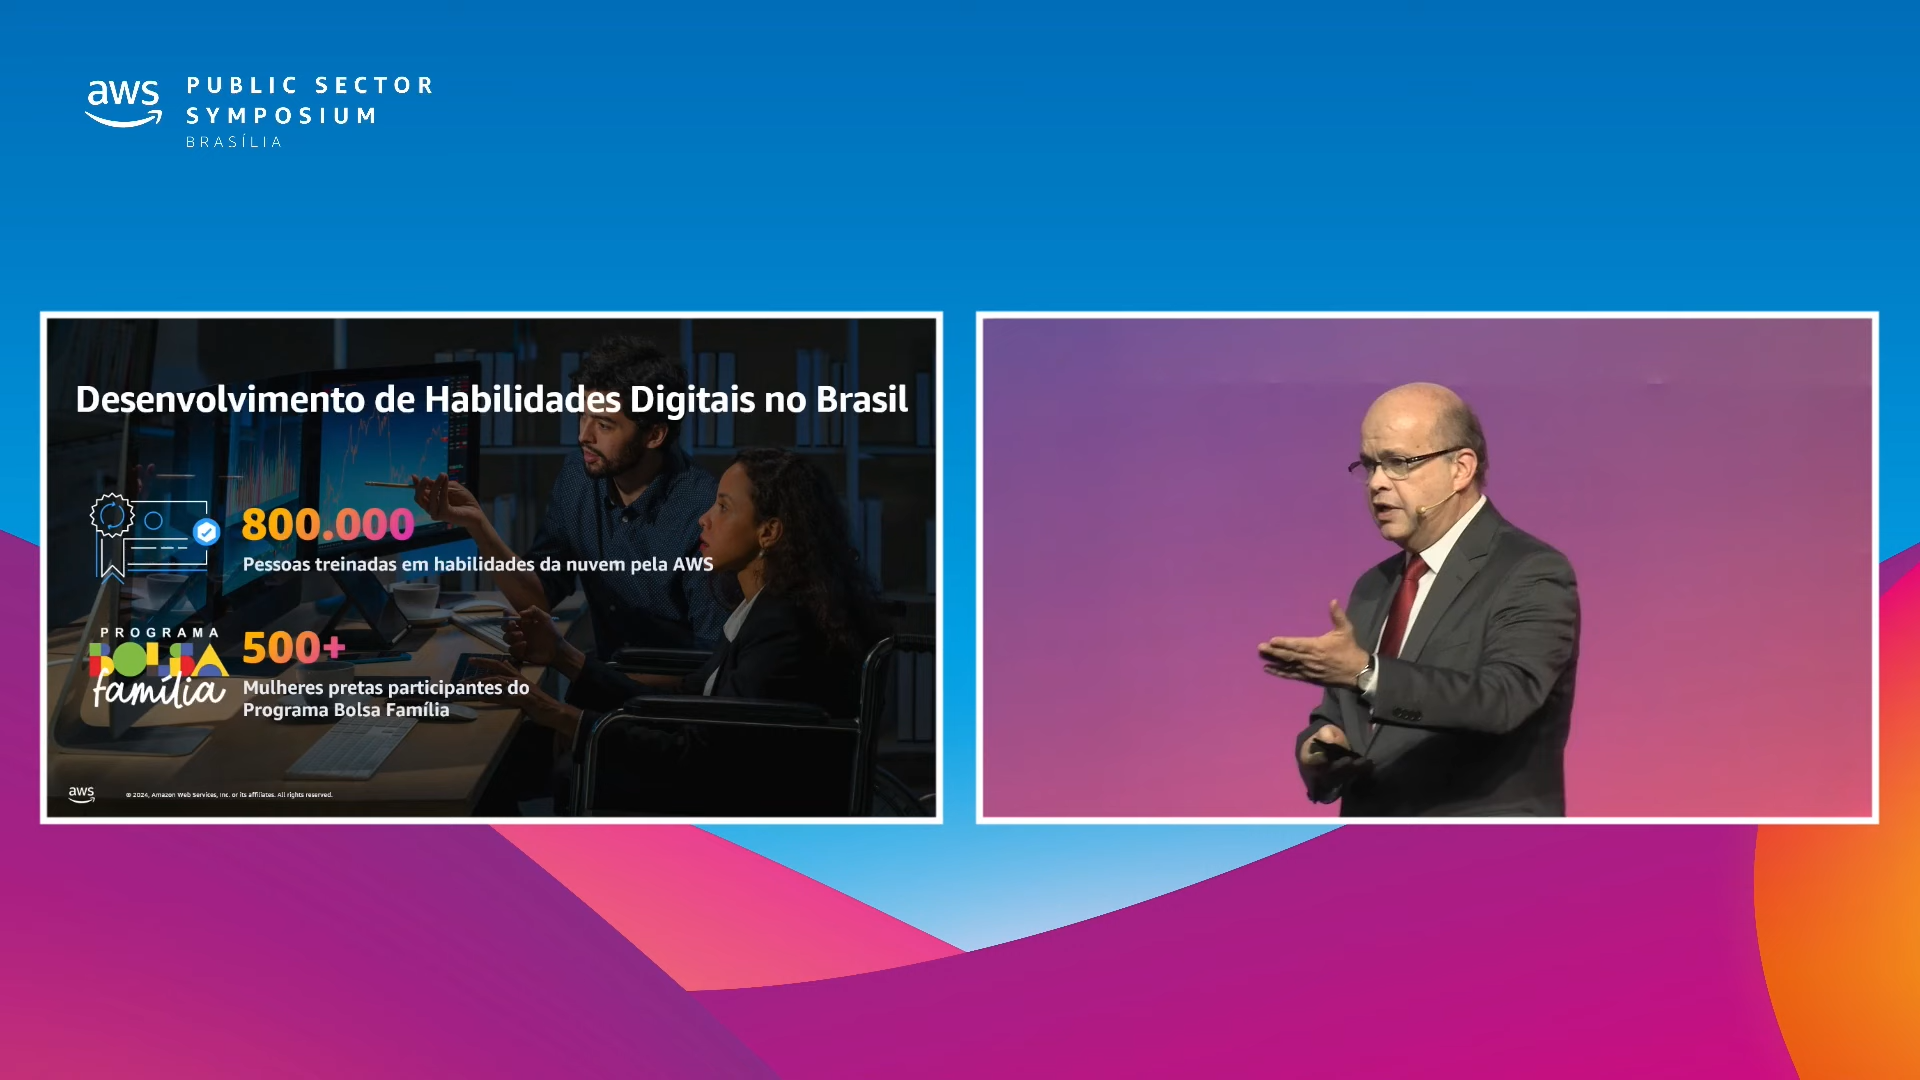 aws
PUBLIC SECTOR
SYMPOSIUM
BRASÍLIA
Desenvolvimento de Habilidades Digitais no Brasil
800.000
Pessoas treinadas em habilidades da nuvem pela AWS
PROGRAMA
BOLSA
família
500+
Mulheres pretas participantes do
Programa Bolsa Família
aws
© 2024, Amazon Web Services, Inc. or its affiliates. All rights reserved.